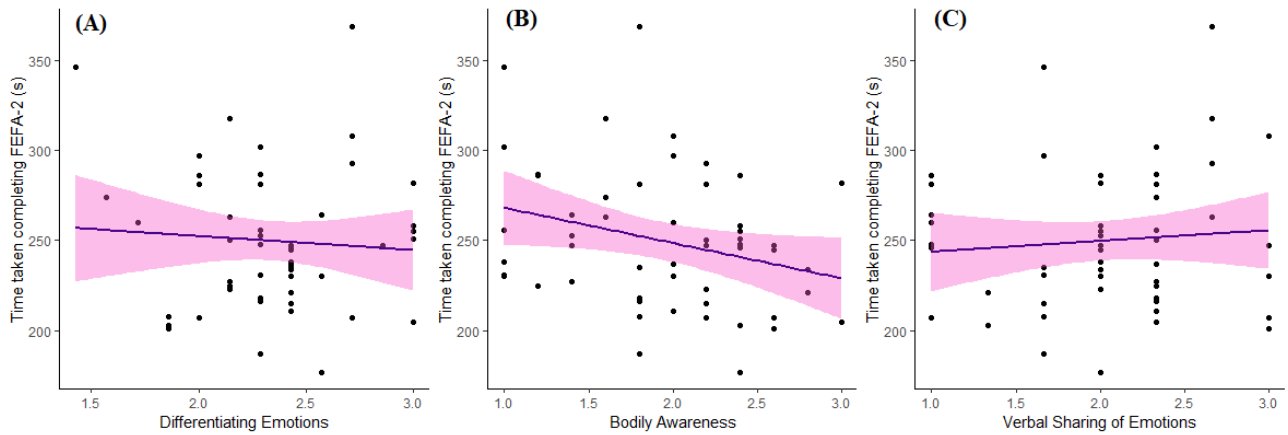 (A)
Time taken completing FEFA-2 (s)
350
300
250
200
1.5 2.0 2.5 3.0
Differentiating Emotions
(B)
Time taken completing FEFA-2 (s)
350
300
250
200
1.0 1.5 2.0 2.5 3.0
Bodily Awareness
(C)
Time taken completing FEFA-2 (s)
350
300
250
200
1.0 1.5 2.0 2.5 3.0
Verbal Sharing of Emotions